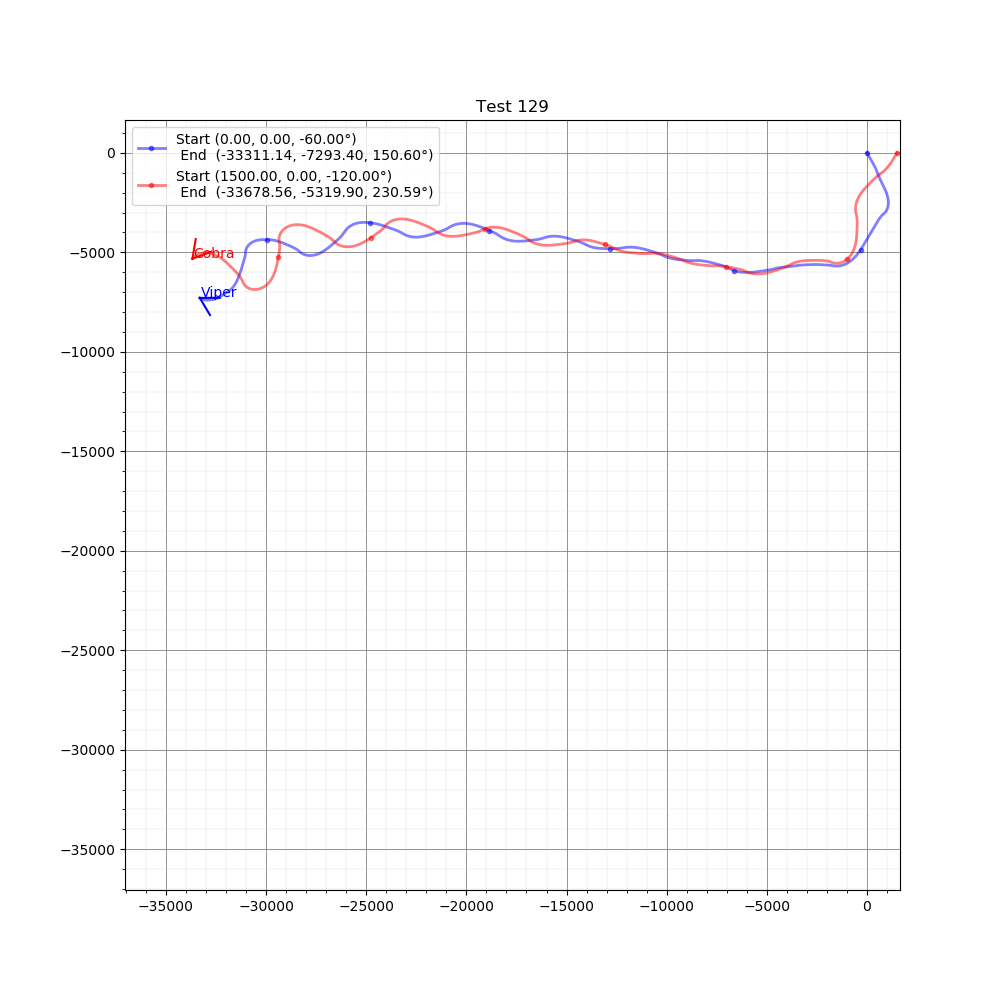 Test 129
Start (0.00, 0.00, -60.00°)
End (-33311.14, -7293.40, 150.60°)
Start (1500.00, 0.00, -120.00°)
End (-33678.56, -5319.90, 230.59°)
Cobra
Viper
0
−5000
−10000
−15000
−20000
−25000
−30000
−35000
−35000
−30000
−25000
−20000
−15000
−10000
−5000
0